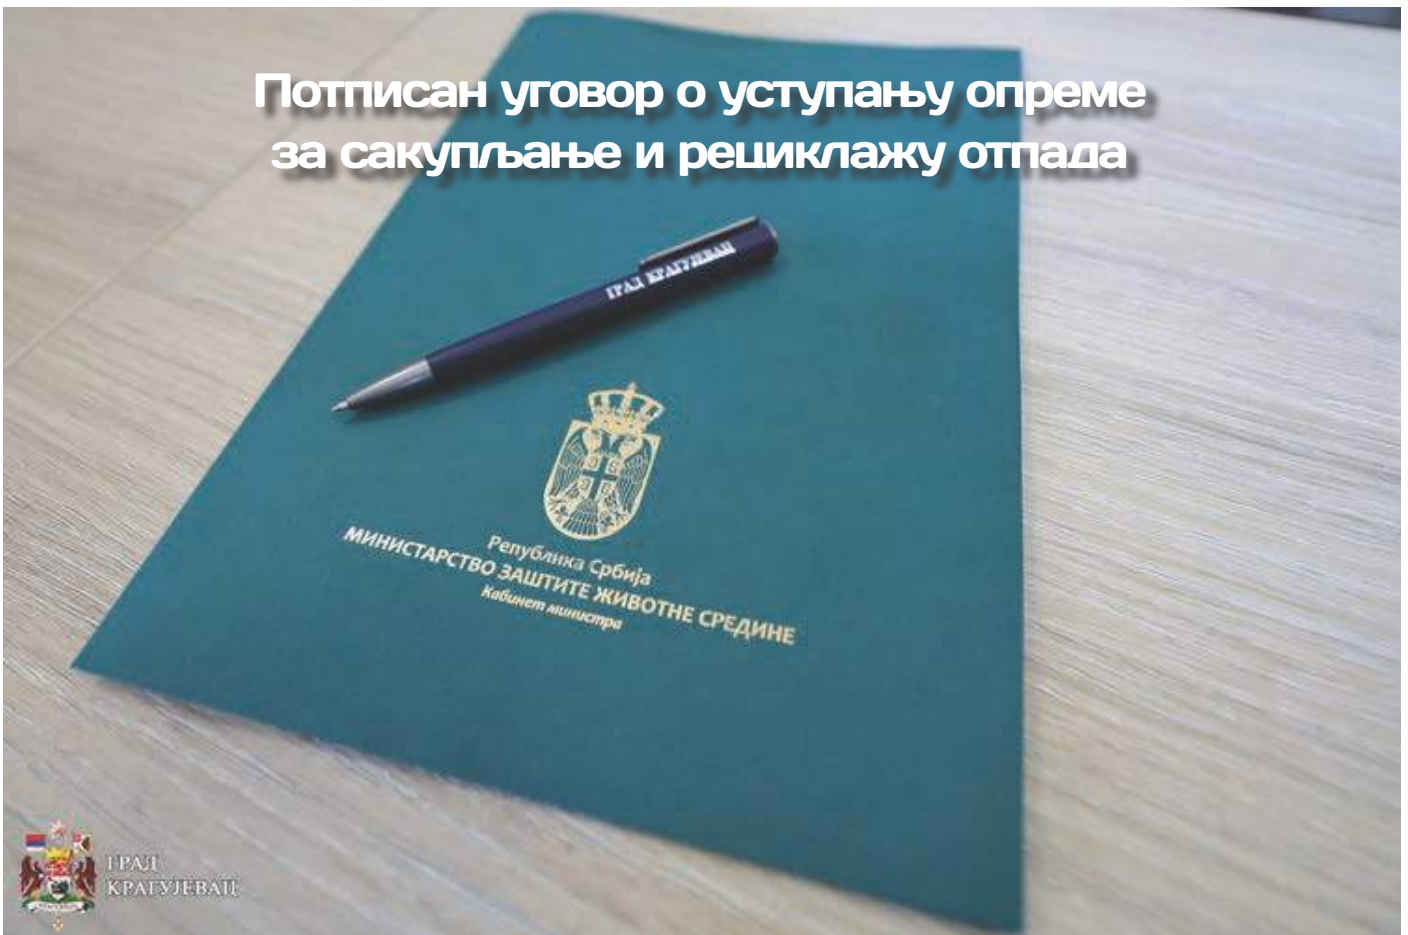 Потписан уговор о уступању опреме
за сакупљање и рециклажу отпада
ГРАД КРАГУЈЕВАЦ
Република Србија
МИНИСТАРСТВО ЗАШТИТЕ ЖИВОТНЕ СРЕДИНЕ
Кабинет министра
ГРАД
КРАГУЈЕВАЦ